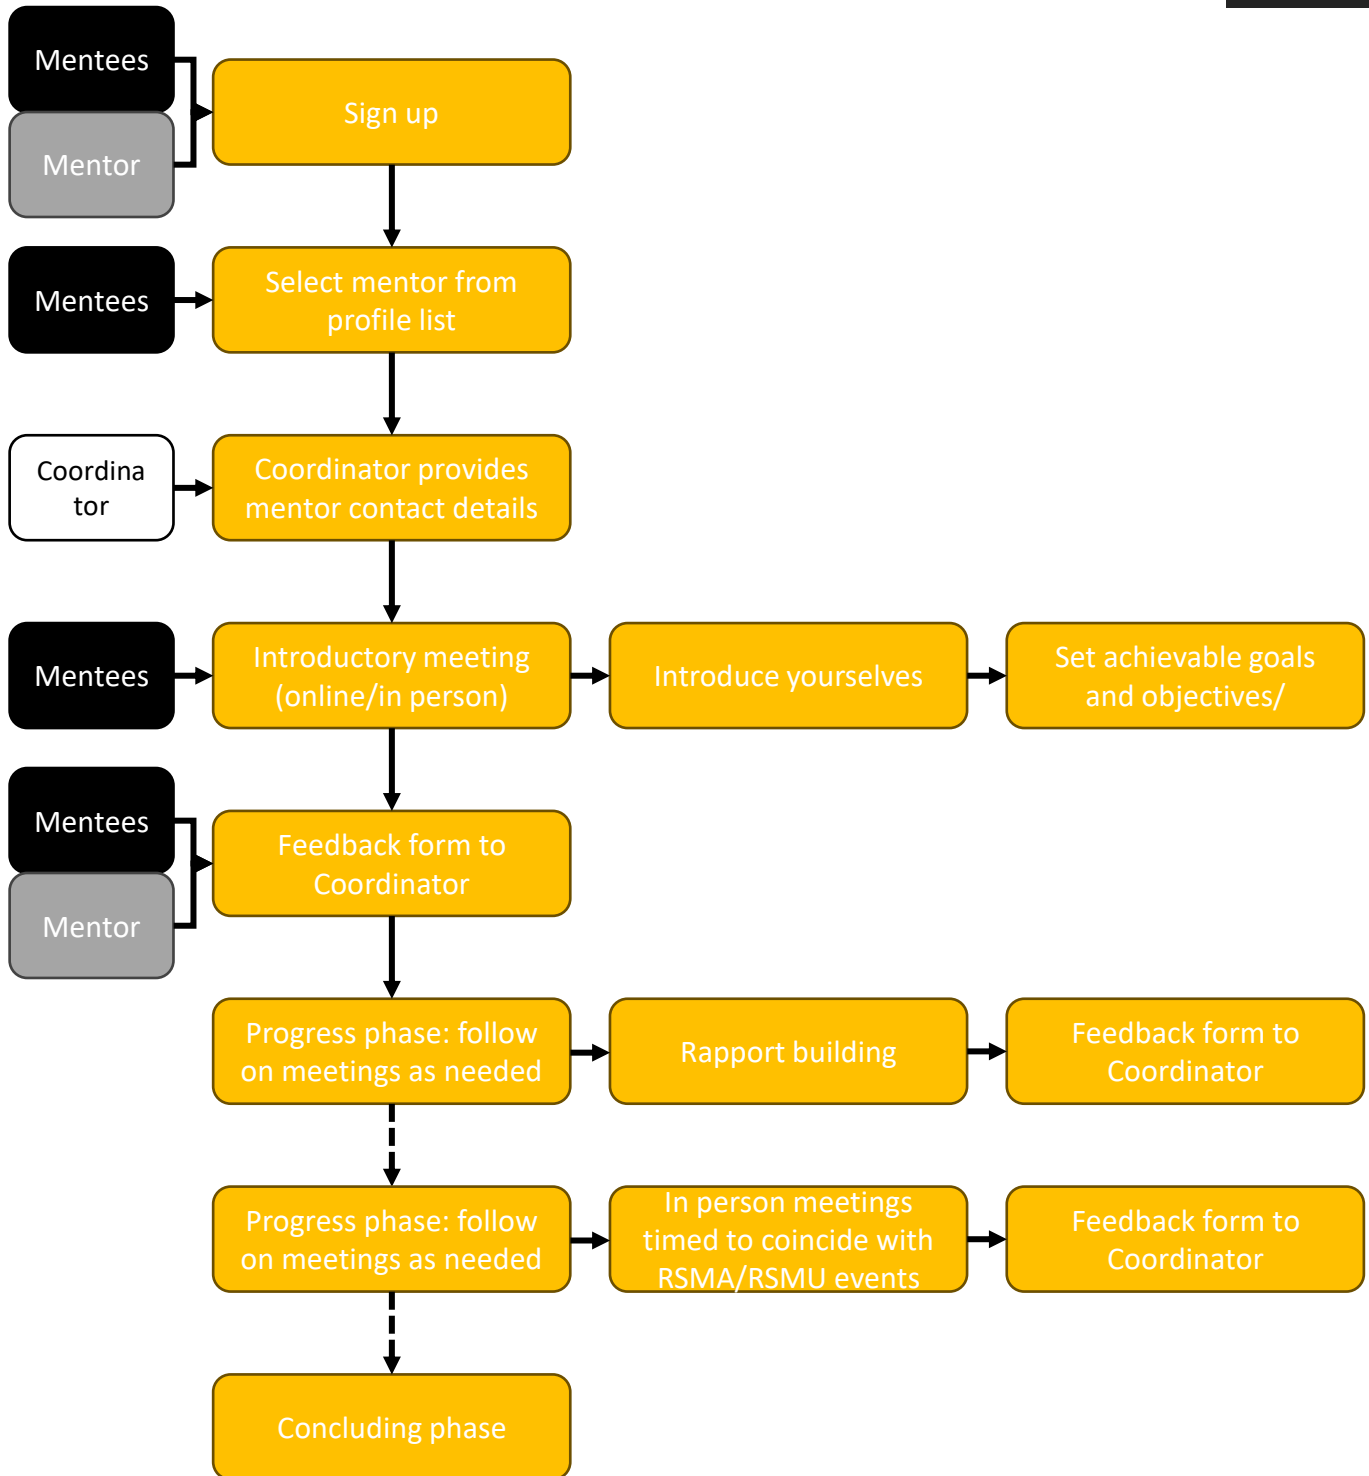 Mentees
Mentor
Sign up
Mentees
Select mentor from
profile list
Coordina
tor
Coordinator provides
mentor contact details
Mentees
Introductory meeting
(online/in person)
Introduce yourselves
Set achievable goals
and objectives/
Mentees
Mentor
Feedback form to
Coordinator
Progress phase: follow
on meetings as needed
Rapport building
Feedback form to
Coordinator
Progress phase: follow
on meetings as needed
In person meetings
timed to coincide with
RSMA/RSMU events
Feedback form to
Coordinator
Concluding phase